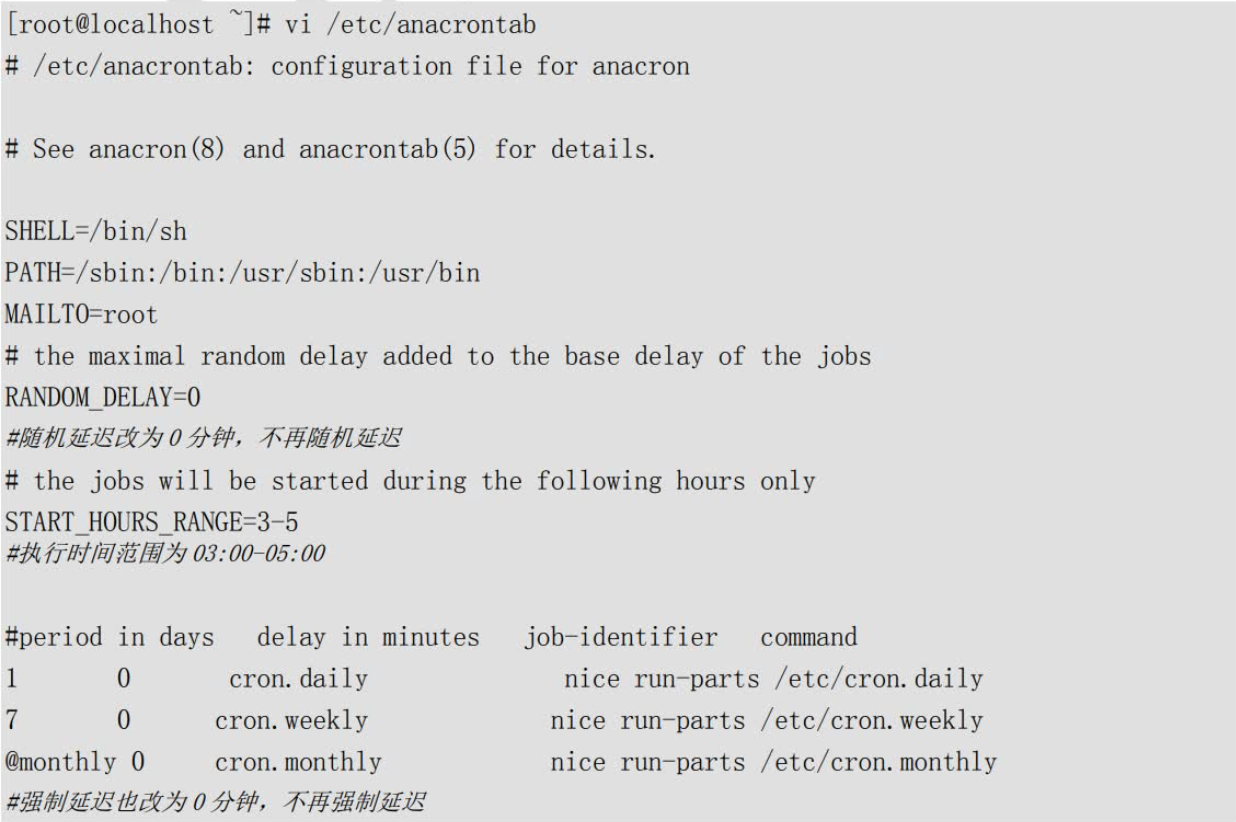 [root@localhost ~]# vi /etc/anacrontab
# /etc/anacrontab: configuration file for anacron
# See anacron(8) and anacrontab(5) for details.
SHELL=/bin/sh
PATH=/sbin:/bin:/usr/sbin:/usr/bin
MAILTO=root
# the maximal random delay added to the base delay of the jobs
RANDOM_DELAY=0
#随机延迟改为 0 分钟，不再随机延迟
# the jobs will be started during the following hours only
START_HOURS_RANGE=3-5
#执行时间范围为 03:00-05:00
#period in days   delay in minutes   job-identifier   command
1       0       cron.daily              nice run-parts /etc/cron.daily
7       0      cron.weekly             nice run-parts /etc/cron.weekly
@monthly 0     cron.monthly            nice run-parts /etc/cron.monthly
#强制延迟也改为 0 分钟，不再强制延迟